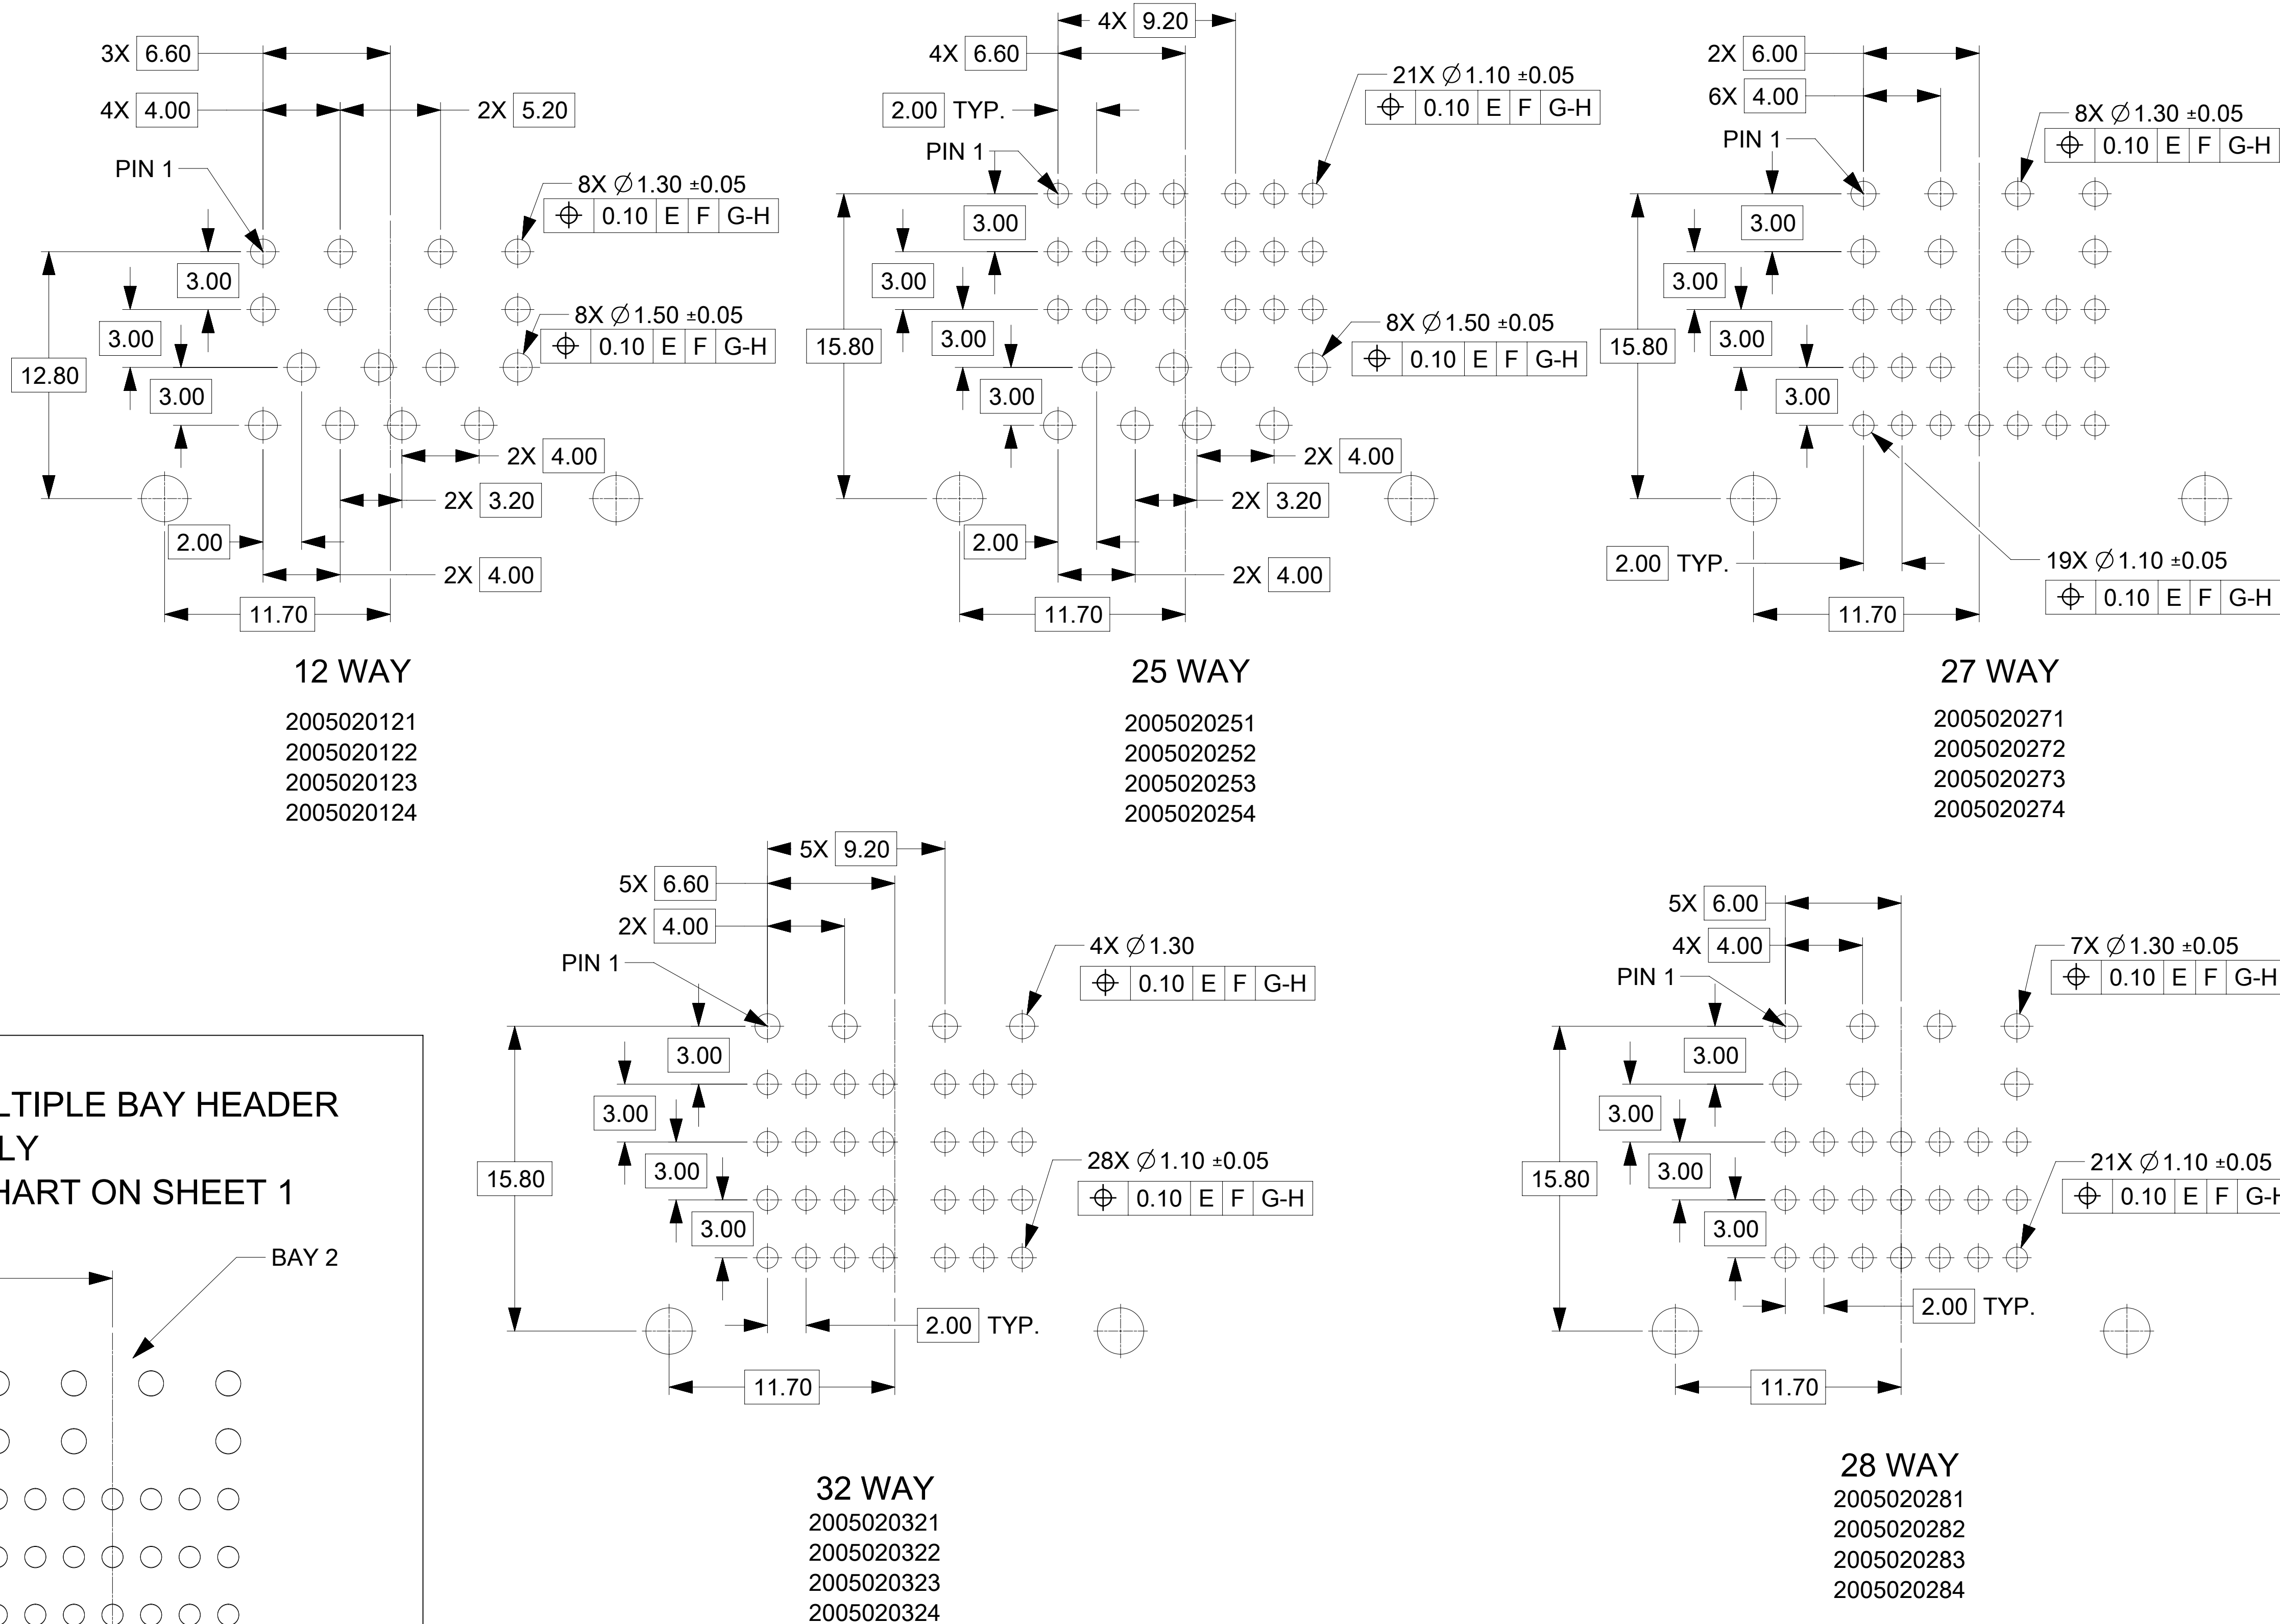 3X 6.60
4X 4.00
2X 5.20
PIN 1
8X ∅1.30 ±0.05
⌖ 0.10 E F G-H
3.00
8X ∅1.50 ±0.05
⌖ 0.10 E F G-H
3.00
12.80
3.00
2X 4.00
2X 3.20
2.00
2X 4.00
11.70
12 WAY
2005020121
2005020122
2005020123
2005020124
4X 9.20
4X 6.60
21X ∅1.10 ±0.05
⌖ 0.10 E F G-H
2.00 TYP.
PIN 1
3.00
3.00
8X ∅1.50 ±0.05
⌖ 0.10 E F G-H
15.80
3.00
3.00
2X 4.00
2X 3.20
2.00
2X 4.00
11.70
25 WAY
2005020251
2005020252
2005020253
2005020254
2X 6.00
6X 4.00
8X ∅1.30 ±0.05
⌖ 0.10 E F G-H
PIN 1
3.00
3.00
15.80
3.00
3.00
19X ∅1.10 ±0.05
⌖ 0.10 E F G-H
2.00 TYP.
11.70
27 WAY
2005020271
2005020272
2005020273
2005020274
LTIPLE BAY HEADER
LY
HART ON SHEET 1
BAY 2
5X 9.20
5X 6.60
2X 4.00
4X ∅1.30
⌖ 0.10 E F G-H
PIN 1
3.00
3.00
28X ∅1.10 ±0.05
⌖ 0.10 E F G-H
15.80
3.00
3.00
2.00 TYP.
11.70
32 WAY
2005020321
2005020322
2005020323
2005020324
5X 6.00
4X 4.00
7X ∅1.30 ±0.05
⌖ 0.10 E F G-H
PIN 1
3.00
3.00
21X ∅1.10 ±0.05
⌖ 0.10 E F G-H
15.80
3.00
3.00
2.00 TYP.
11.70
28 WAY
2005020281
2005020282
2005020283
2005020284